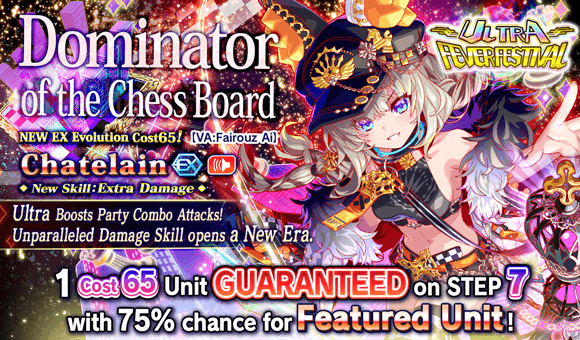 Dominator
of the Chess Board
ULTRA
FEVER FESTIVAL
NEW EX Evolution Cost65! [VA:Fairouz Ai]
Chatelain EX
New Skill:Extra Damage
Ultra Boosts Party Combo Attacks!
Unparalleled Damage Skill opens a New Era.
1 Cost 65 Unit GUARANTEED on STEP 7
with 75% chance for Featured Unit!